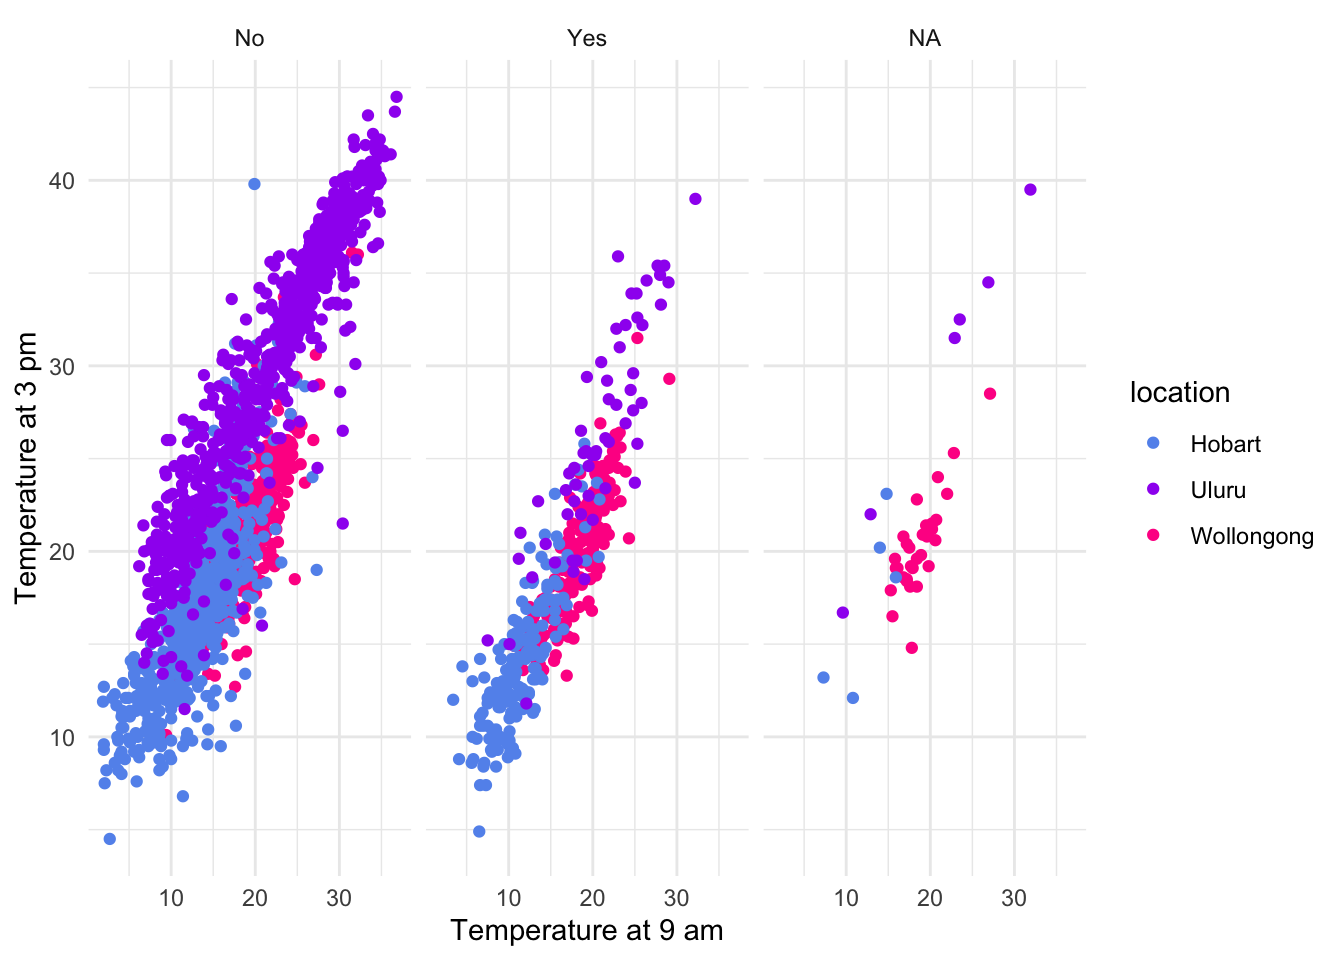 No
Yes
NA
Temperature at 3 pm
40
30
20
10
10 20 30
10 20 30
10 20 30
Temperature at 9 am
location
Hobart
Uluru
Wollongong